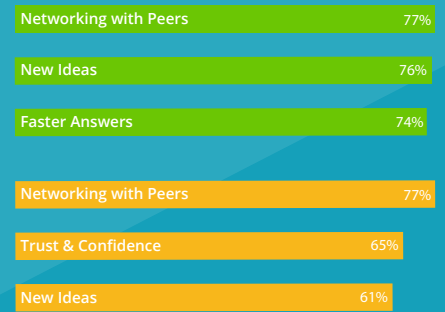 Networking with Peers 77%
New Ideas 76%
Faster Answers 74%
Networking with Peers 77%
Trust & Confidence 65%
New Ideas 61%